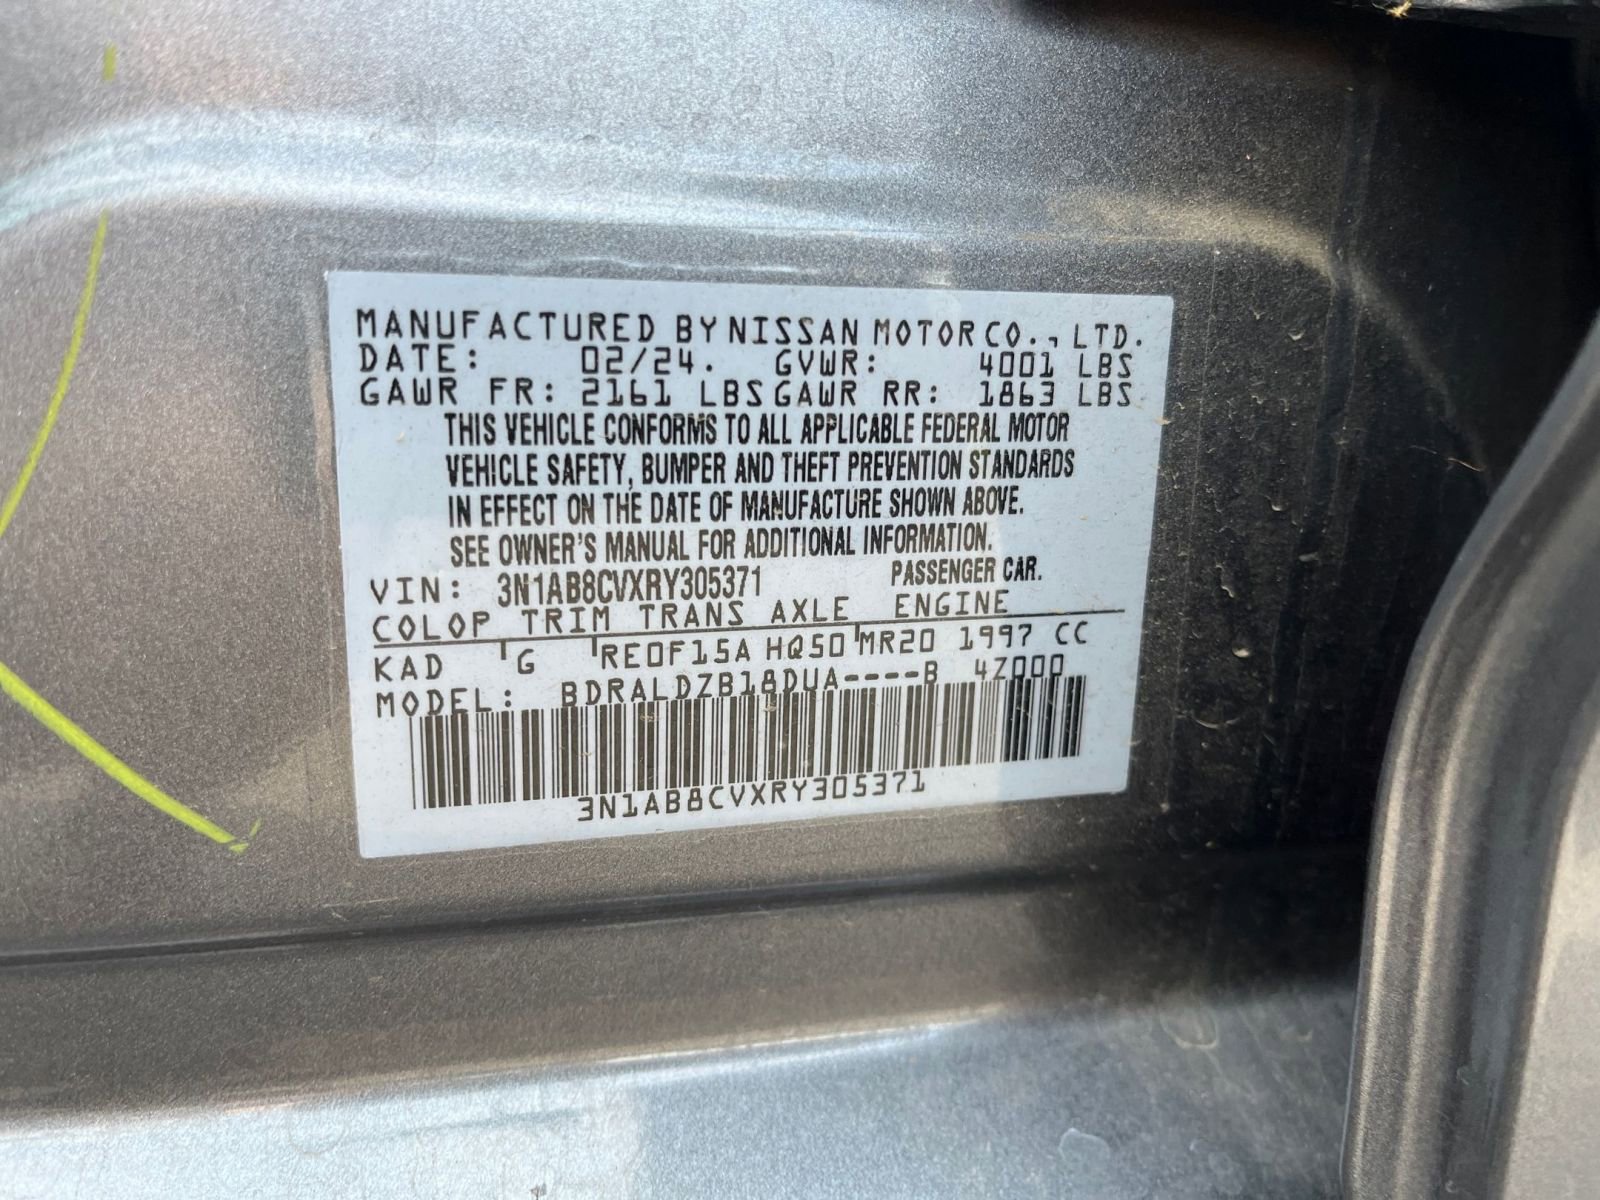 MANUFACTURED BY NISSAN MOTOR CO., LTD.
DATE: 02/24. GVWR: 4001 LBS
GAWR FR: 2161 LBS GAWR RR: 1863 LBS
THIS VEHICLE CONFORMS TO ALL APPLICABLE FEDERAL MOTOR
VEHICLE SAFETY, BUMPER AND THEFT PREVENTION STANDARDS
IN EFFECT ON THE DATE OF MANUFACTURE SHOWN ABOVE.
SEE OWNER'S MANUAL FOR ADDITIONAL INFORMATION.
VIN: 3N1AB8CVXRY305371 PASSENGER CAR.
COLOP TRIM TRANS AXLE ENGINE
KAD G RE0F15A HQ50 MR20 1997 CC
MODEL: BDRALDZB18DUA----B 4Z000
3N1AB8CVXRY305371